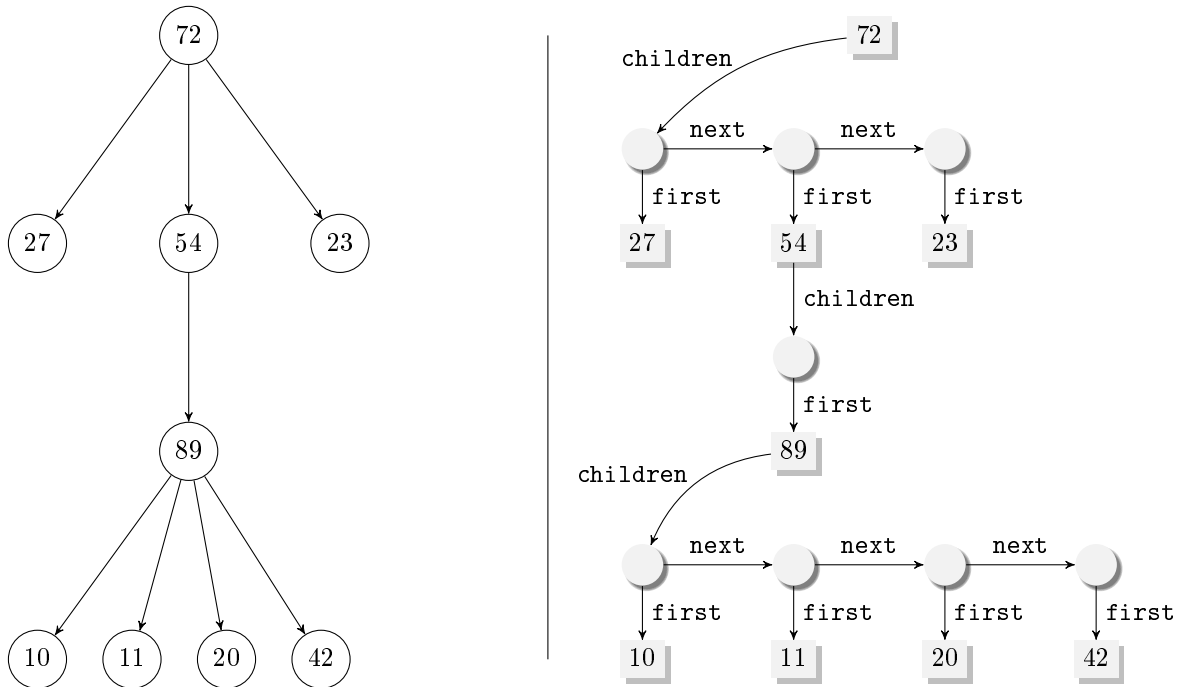 72
27 54 23
89
10 11 20 42
72
children
next next
first first first
27 54 23
children
first
89
children
next next next
first first first first
10 11 20 42